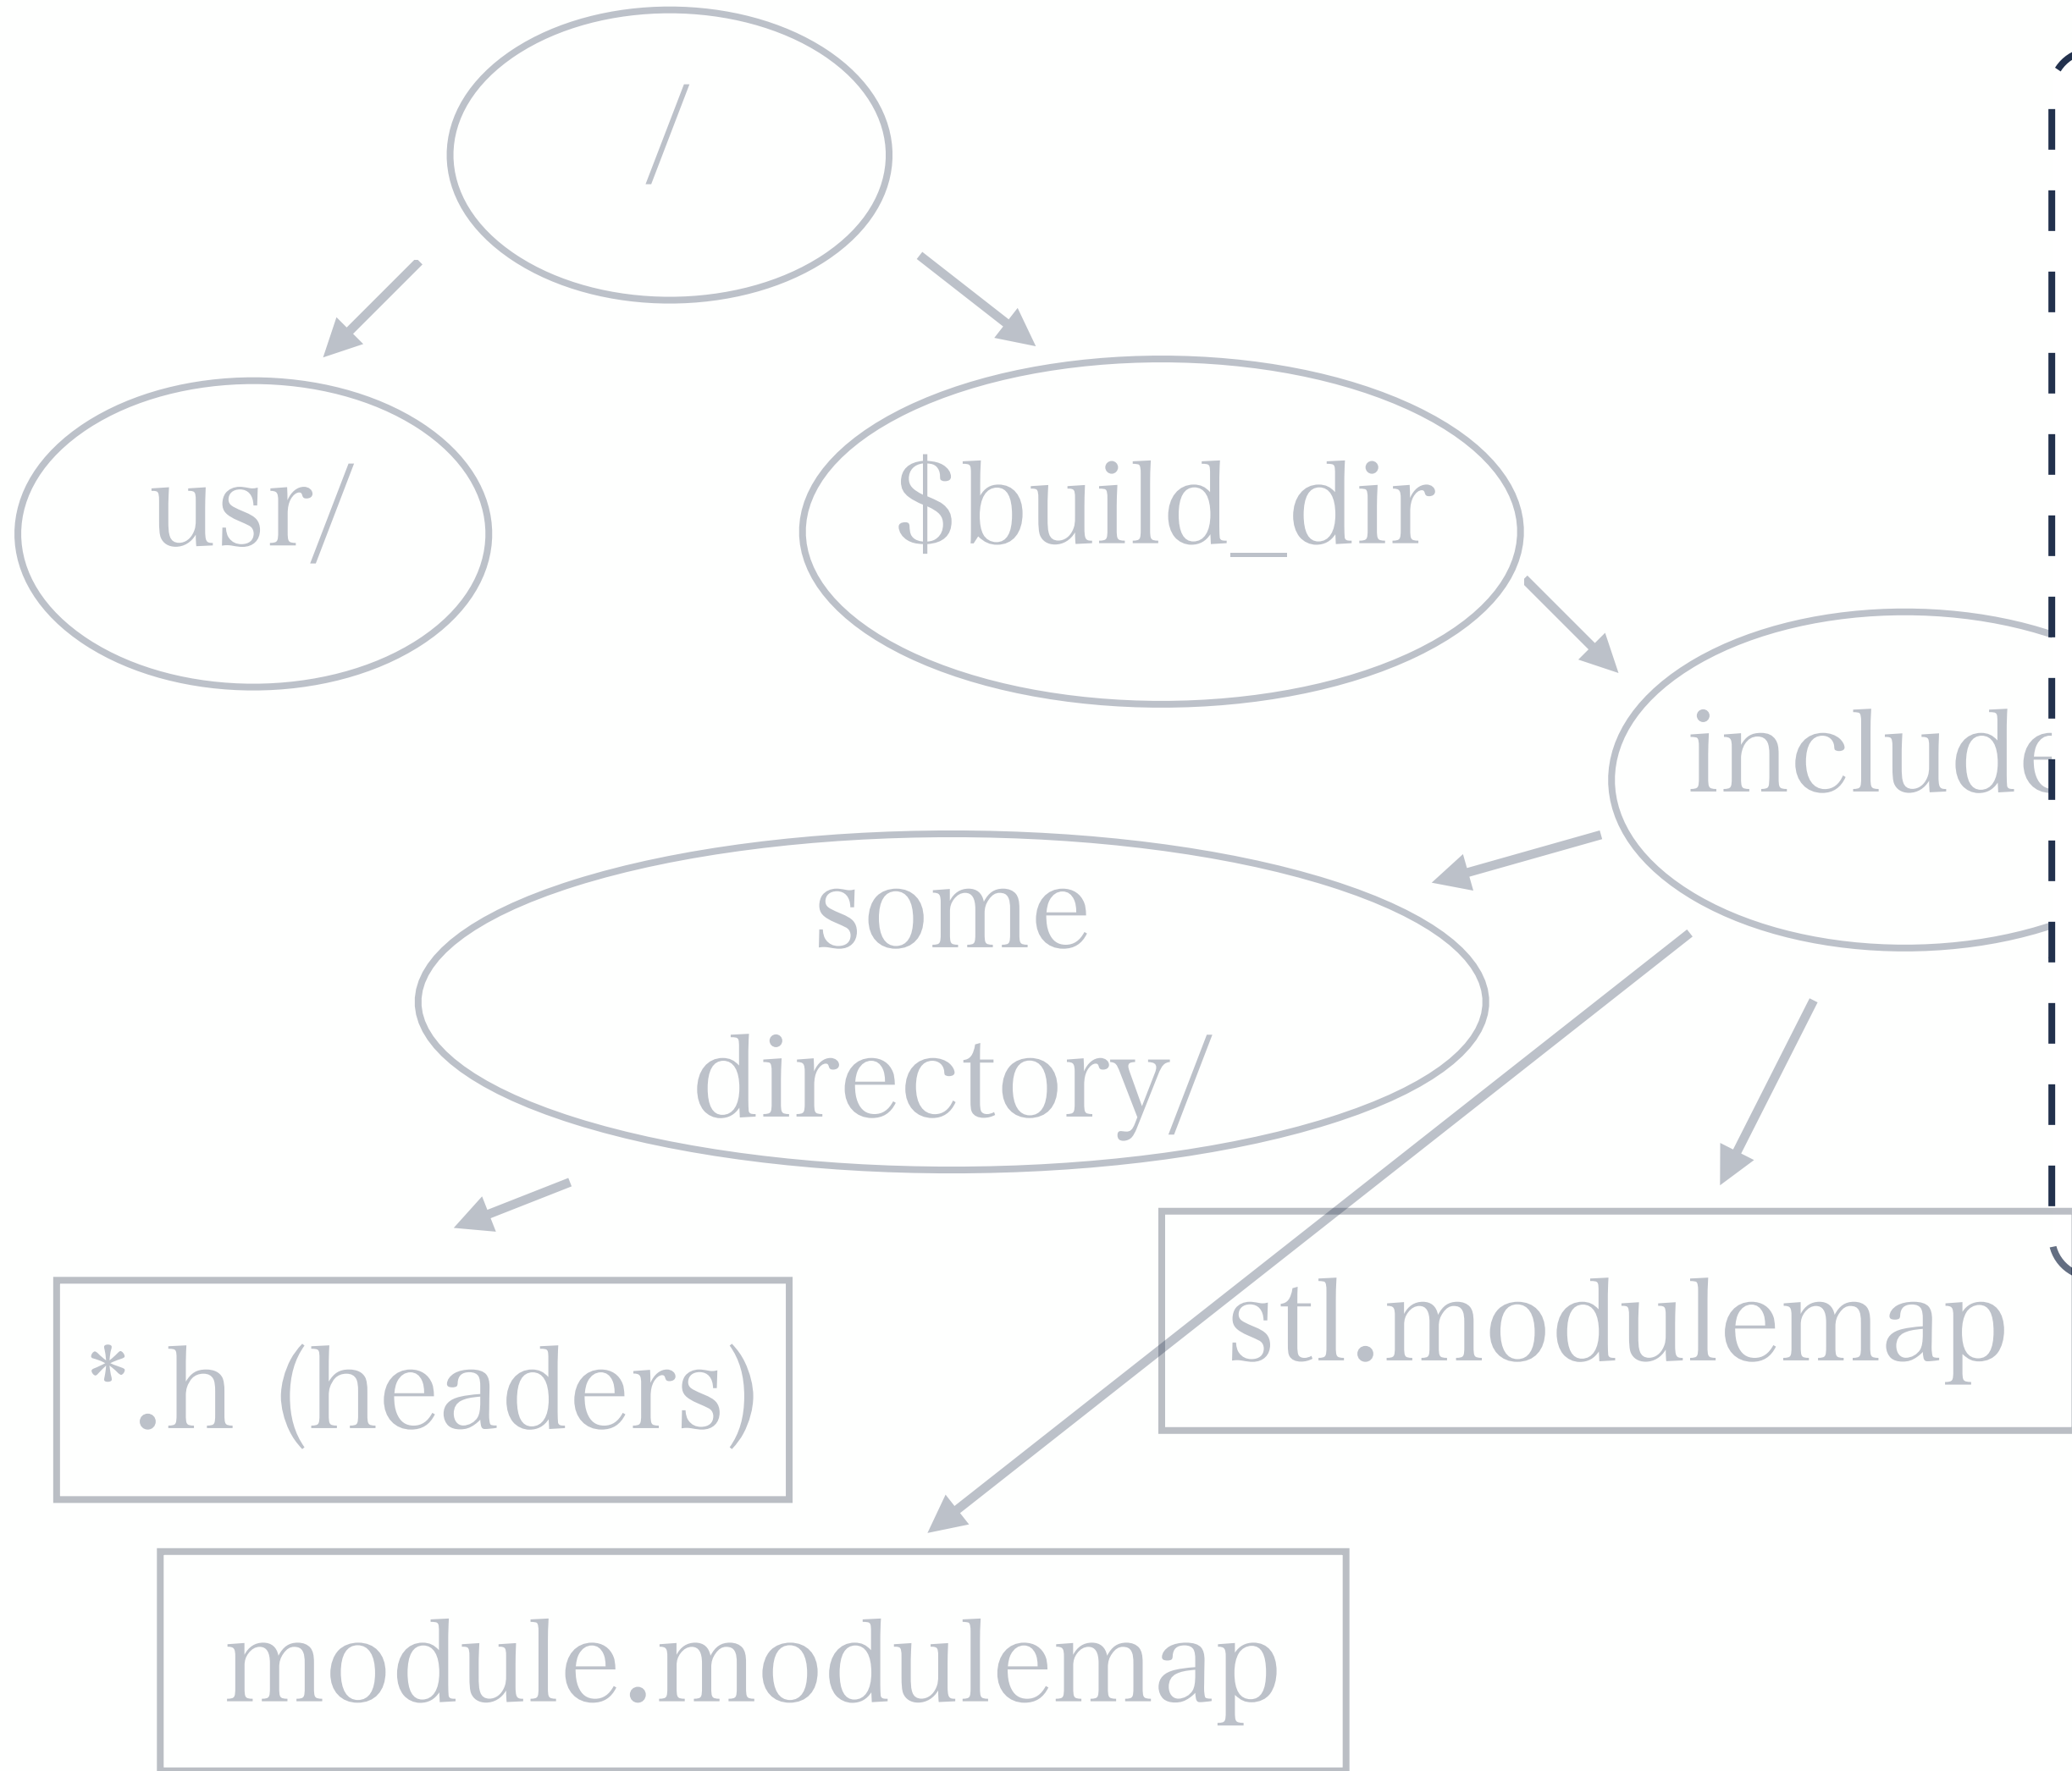 /
usr/
$build_dir
include
some
directory/
stl.modulemap
*.h (headers)
module.modulemap